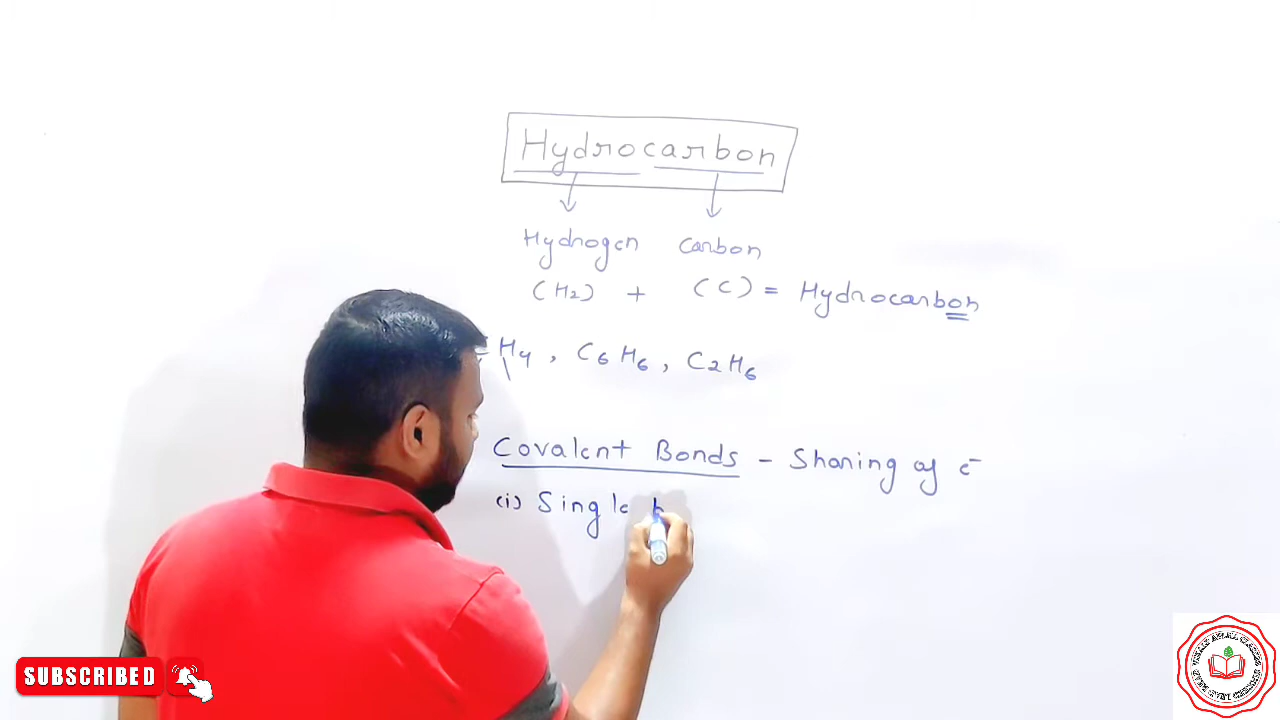 Hydrocarbon
Hydrogen Carbon
(H2) + (C) = Hydrocarbon
H4, C6H6, C2H6
Covalent Bonds - Sharing of e-
(i) Single b
SUBSCRIBED